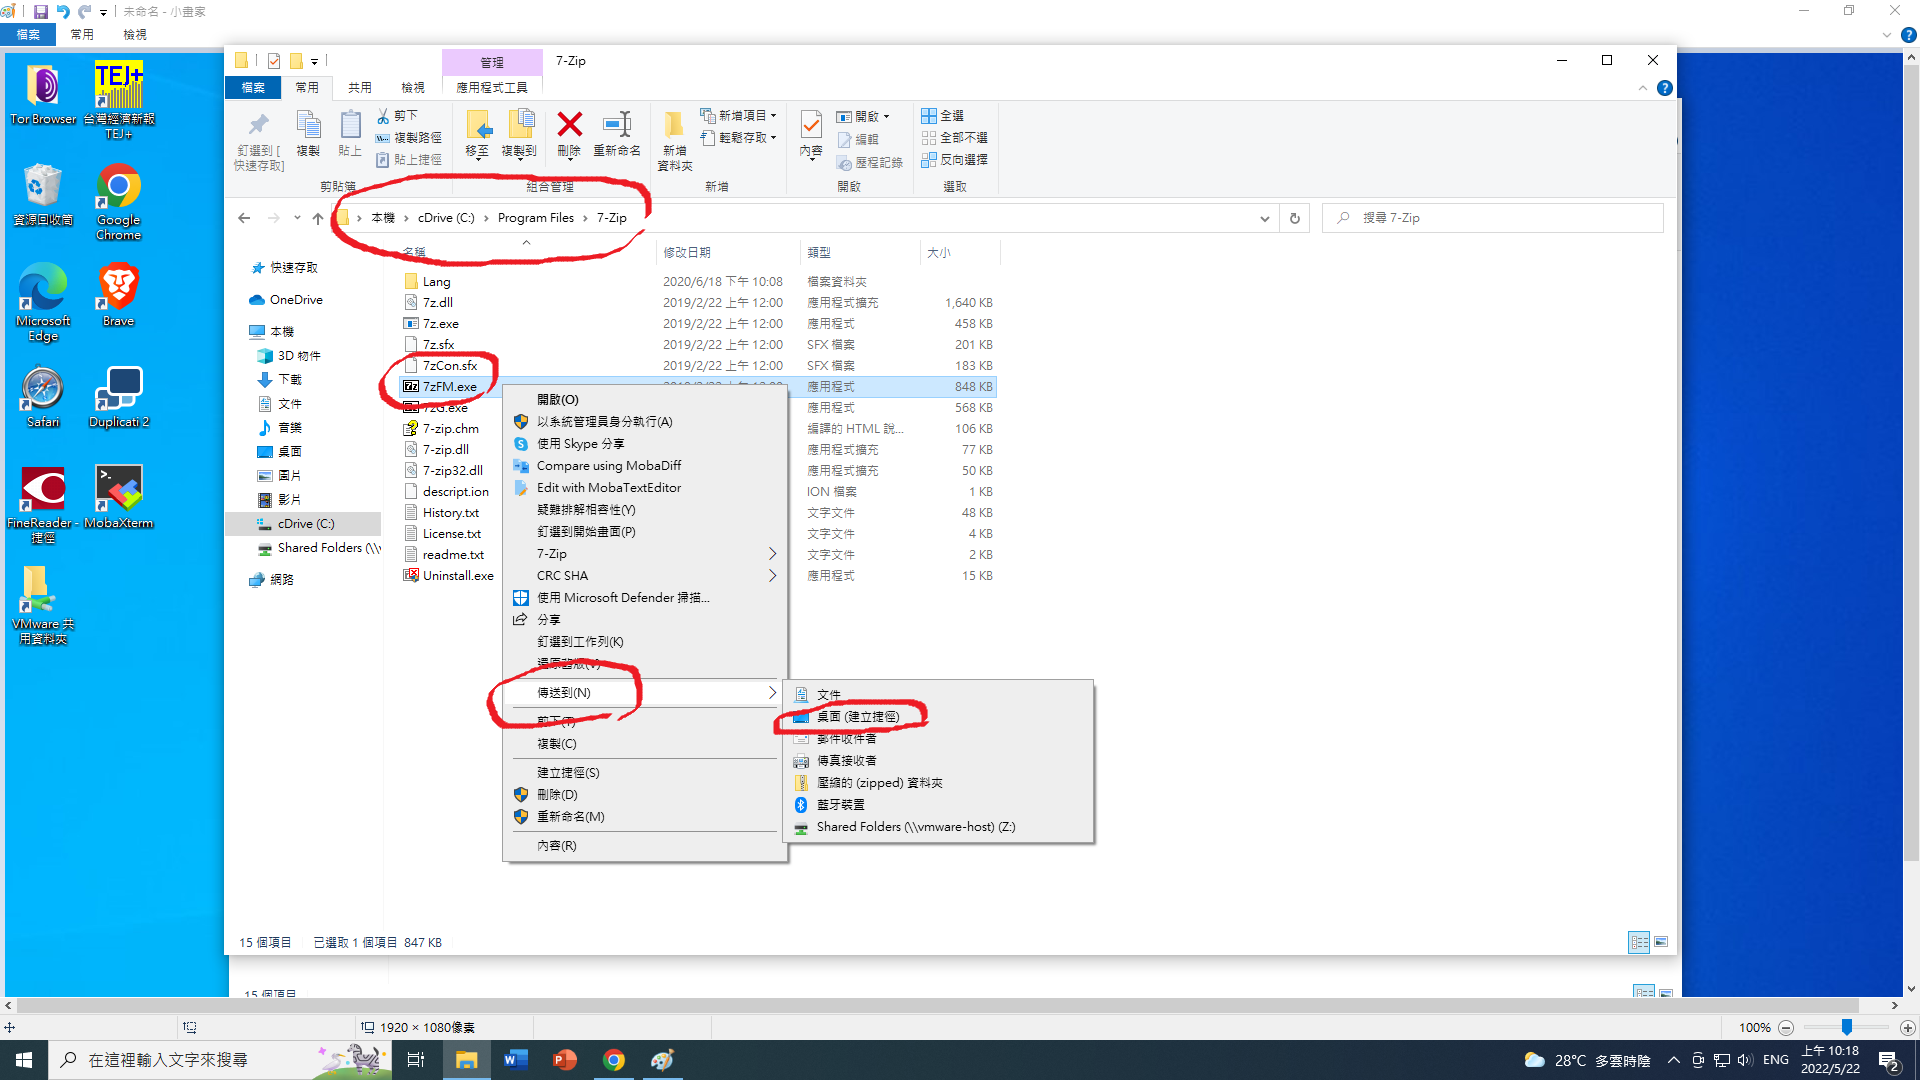 未命名 - 小畫家
檔案 常用 檢視
Tor Browser
台灣經濟新報 TEJ+
TEJ+
資源回收筒
Google Chrome
Microsoft Edge
Brave
Safari
Duplicati 2
FineReader - 捷徑
MobaXterm
VMware 共用資料夾
管理 7-Zip
檔案 常用 共用 檢視 應用程式工具
釘選到 [快速存取]
複製
貼上
剪下
複製路徑
貼上捷徑
剪貼簿
移至
複製到
刪除
重新命名
組合管理
新增資料夾
新增項目
輕鬆存取
新增
內容
開啟
編輯
歷程記錄
開啟
全選
全部不選
反向選擇
選取
本機 cDrive (C:) Program Files 7-Zip
搜尋 7-Zip
快速存取
OneDrive
本機
3D 物件
下載
文件
音樂
桌面
圖片
影片
cDrive (C:)
Shared Folders (\\v
網路
名稱 修改日期 類型 大小
Lang 2020/6/18 下午 10:08 檔案資料夾
7z.dll 2019/2/22 上午 12:00 應用程式擴充 1,640 KB
7z.exe 2019/2/22 上午 12:00 應用程式 458 KB
7z.sfx 2019/2/22 上午 12:00 SFX 檔案 201 KB
7zCon.sfx 2019/2/22 上午 12:00 SFX 檔案 183 KB
7zFM.exe 應用程式 848 KB
7zG.exe 應用程式 568 KB
7-zip.chm 編譯的 HTML 說... 106 KB
7-zip.dll 應用程式擴充 77 KB
7-zip32.dll 應用程式擴充 50 KB
descript.ion ION 檔案 1 KB
History.txt 文字文件 48 KB
License.txt 文字文件 4 KB
readme.txt 文字文件 2 KB
Uninstall.exe 應用程式 15 KB
開啟(O)
以系統管理員身分執行(A)
使用 Skype 分享
Compare using MobaDiff
Edit with MobaTextEditor
疑難排解相容性(Y)
釘選到開始畫面(P)
7-Zip
CRC SHA
使用 Microsoft Defender 掃描...
分享
釘選到工作列(K)
還原舊版(V)
傳送到(N)
剪下(T)
複製(C)
建立捷徑(S)
刪除(D)
重新命名(M)
內容(R)
文件
桌面 (建立捷徑)
郵件收件者
傳真接收者
壓縮的 (zipped) 資料夾
藍牙裝置
Shared Folders (\\vmware-host) (Z:)
15 個項目 已選取 1 個項目 847 KB
15 個項目
1920 × 1080像素
100%
在這裡輸入文字來搜尋
28°C 多雲時陰
ENG
上午 10:18
2022/5/22
2